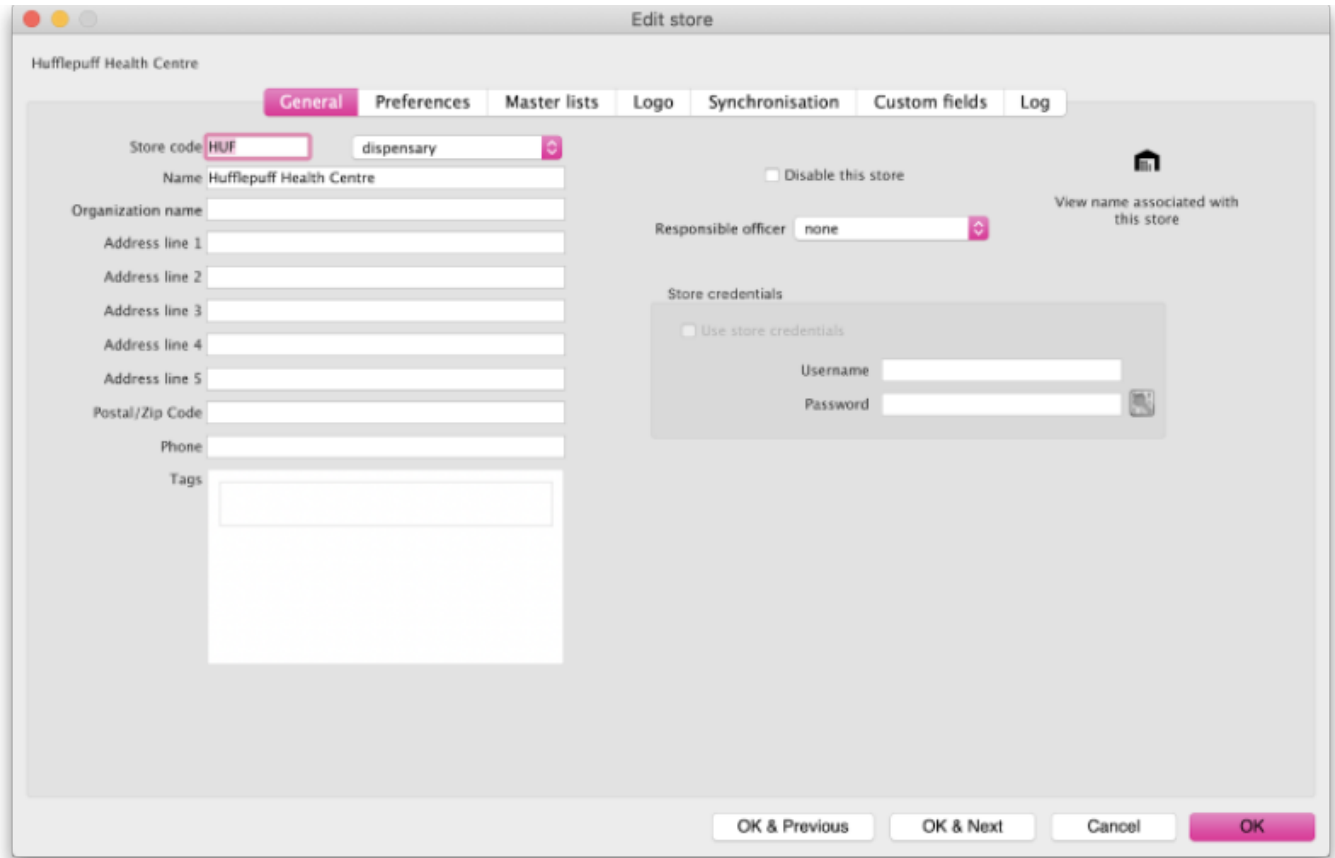 Edit store
Hufflepuff Health Centre
General Preferences Master lists Logo Synchronisation Custom fields Log
Store code HUF dispensary
Name Hufflepuff Health Centre
Organization name
Address line 1
Address line 2
Address line 3
Address line 4
Address line 5
Postal/Zip Code
Phone
Tags
Disable this store
Responsible officer none
View name associated with
this store
Store credentials
Use store credentials
Username
Password
OK & Previous OK & Next Cancel OK